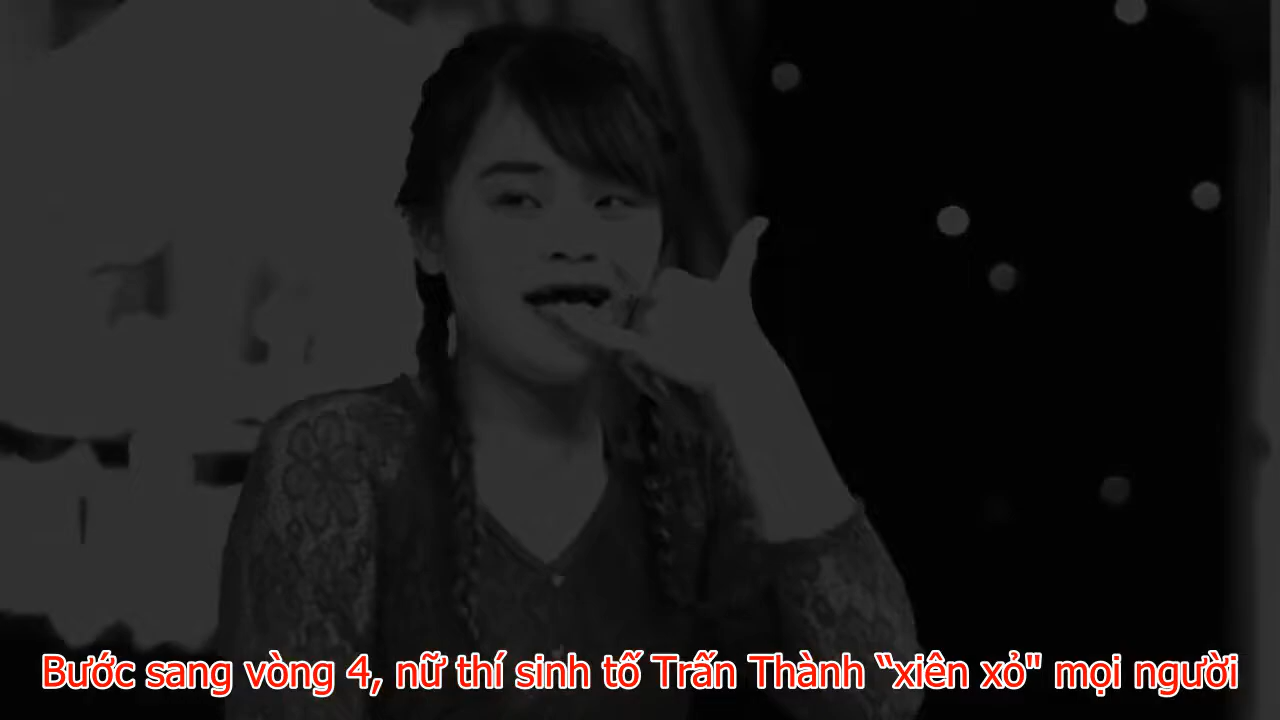 Bước sang vòng 4, nữ thí sinh tố Trấn Thành “xiên xỏ" mọi người